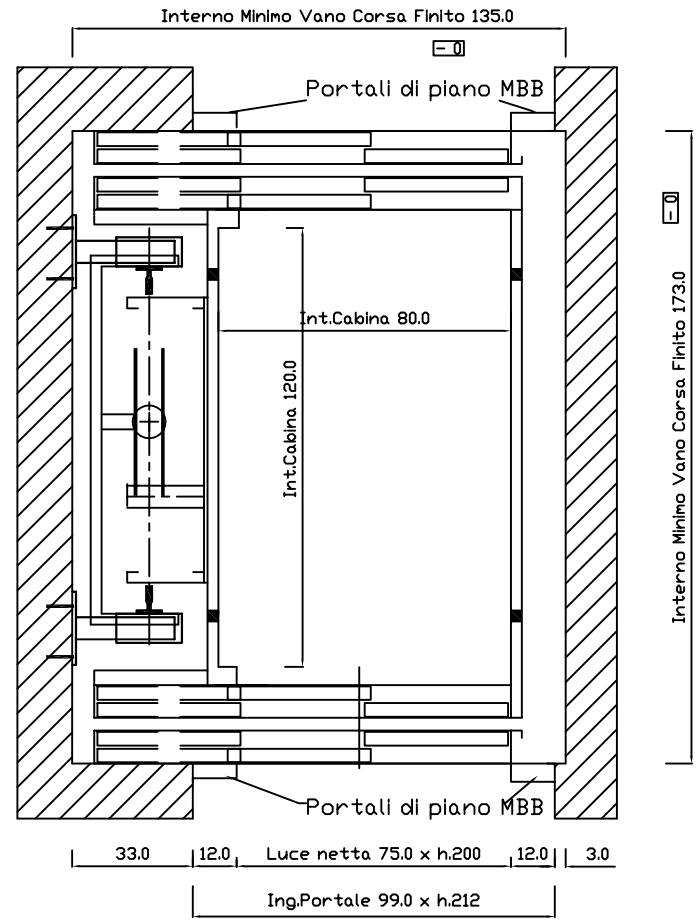 Interno Minimo Vano Corsa Finito 135.0
- 0
Portali di piano MBB
- 0
Int.Cabina 80.0
Int.Cabina 120.0
Interno Minimo Vano Corsa Finito 173.0
Portali di piano MBB
33.0
12.0
Luce netta 75.0 x h.200
12.0
3.0
Ing.Portale 99.0 x h.212